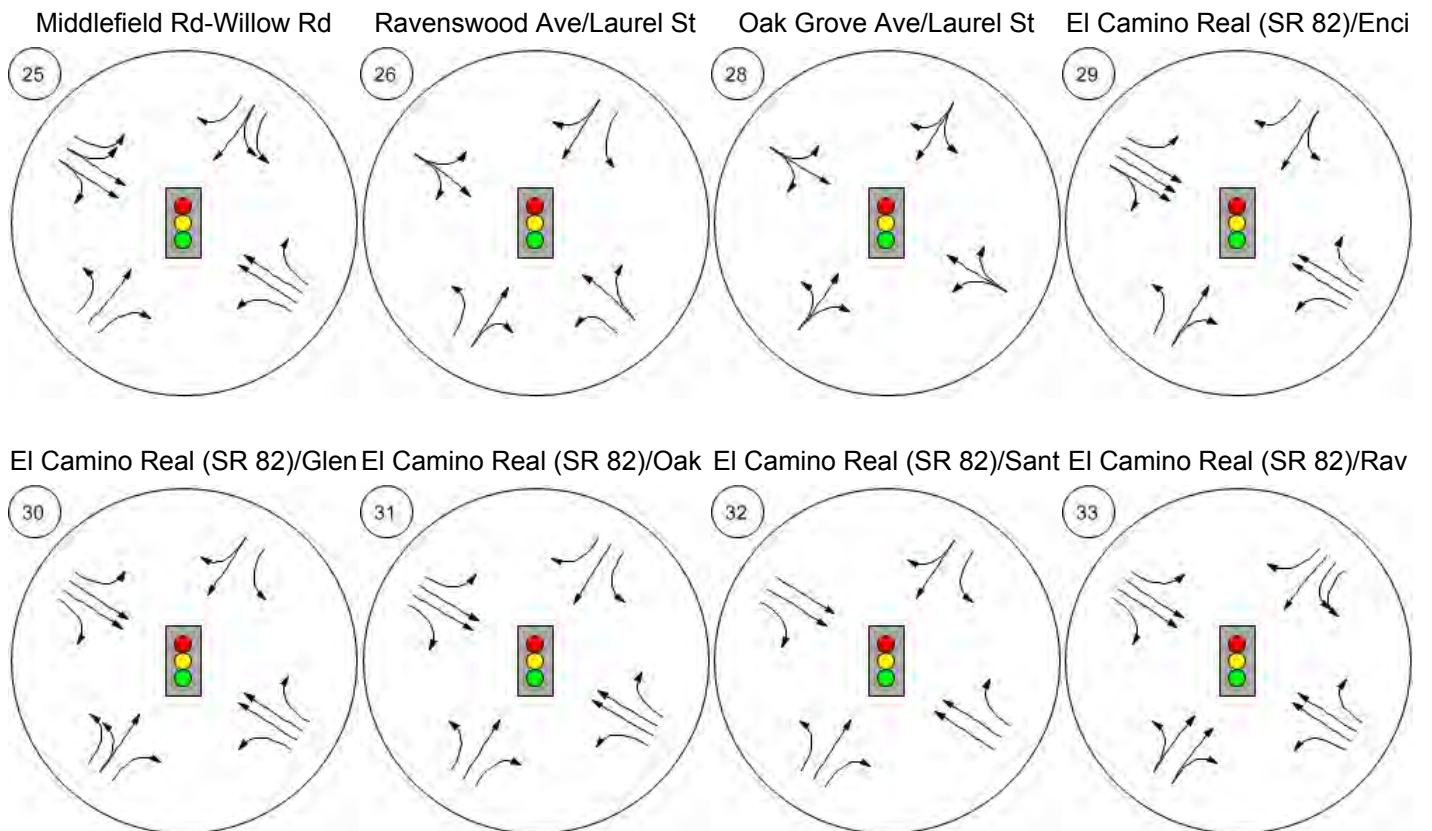 Middlefield Rd-Willow Rd
Ravenswood Ave/Laurel St
Oak Grove Ave/Laurel St
El Camino Real (SR 82)/Enci
25
26
28
29
El Camino Real (SR 82)/Glen
El Camino Real (SR 82)/Oak
El Camino Real (SR 82)/Sant
El Camino Real (SR 82)/Rav
30
31
32
33